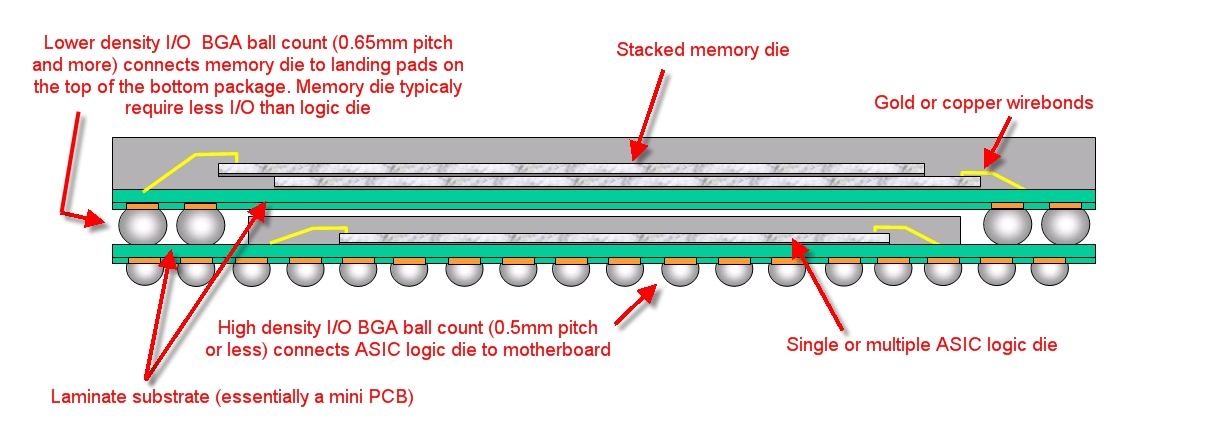 Lower density I/O BGA ball count (0.65mm pitch
and more) connects memory die to landing pads on
the top of the bottom package. Memory die typicaly
require less I/O than logic die
Stacked memory die
Gold or copper wirebonds
High density I/O BGA ball count (0.5mm pitch
or less) connects ASIC logic die to motherboard
Single or multiple ASIC logic die
Laminate substrate (essentially a mini PCB)